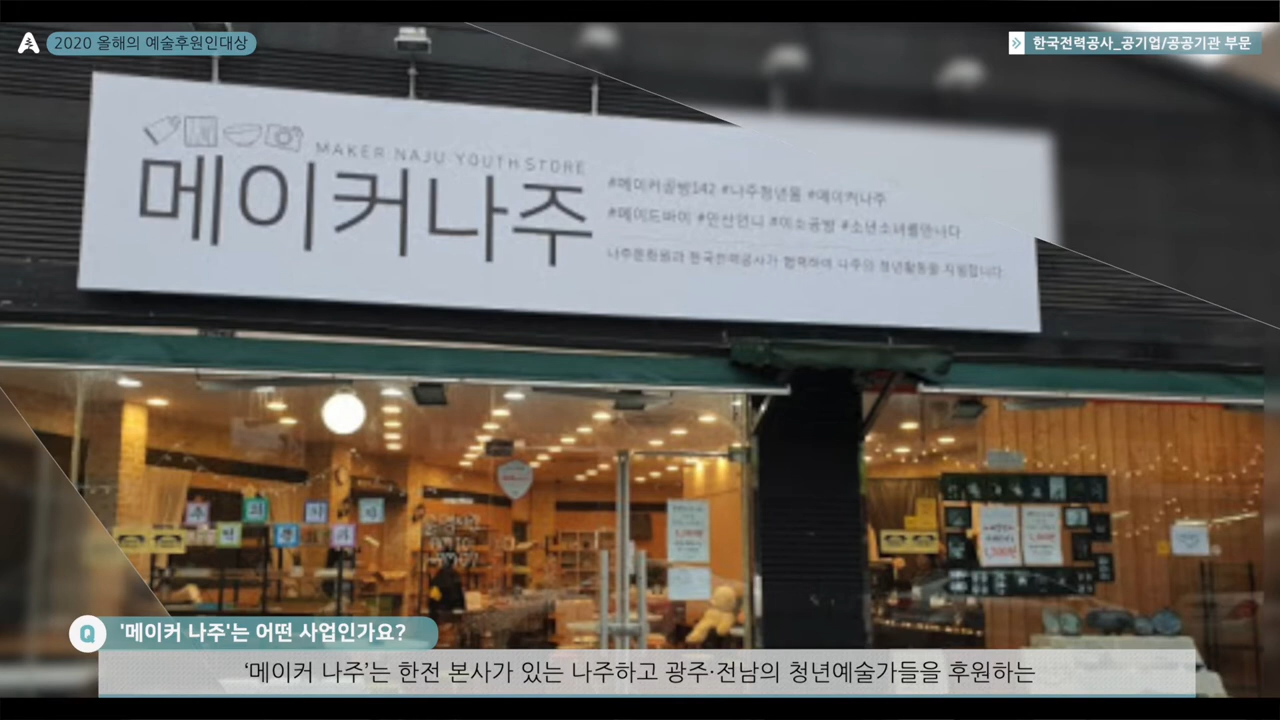 2020 올해의 예술후원인대상
한국전력공사_공기업/공공기관 부문
MAKER NAJU YOUTH STORE
메이커나주
#메이커공방142 #나주청년몰 #메이커나주
#메이드바이 #민산언니 #미소공방 #소년소녀를만나다
나주문화원과 한국전력공사가 협력하여 나주의 청년활동을 지원합니다
Q '메이커 나주'는 어떤 사업인가요?
‘메이커 나주’는 한전 본사가 있는 나주하고 광주·전남의 청년예술가들을 후원하는